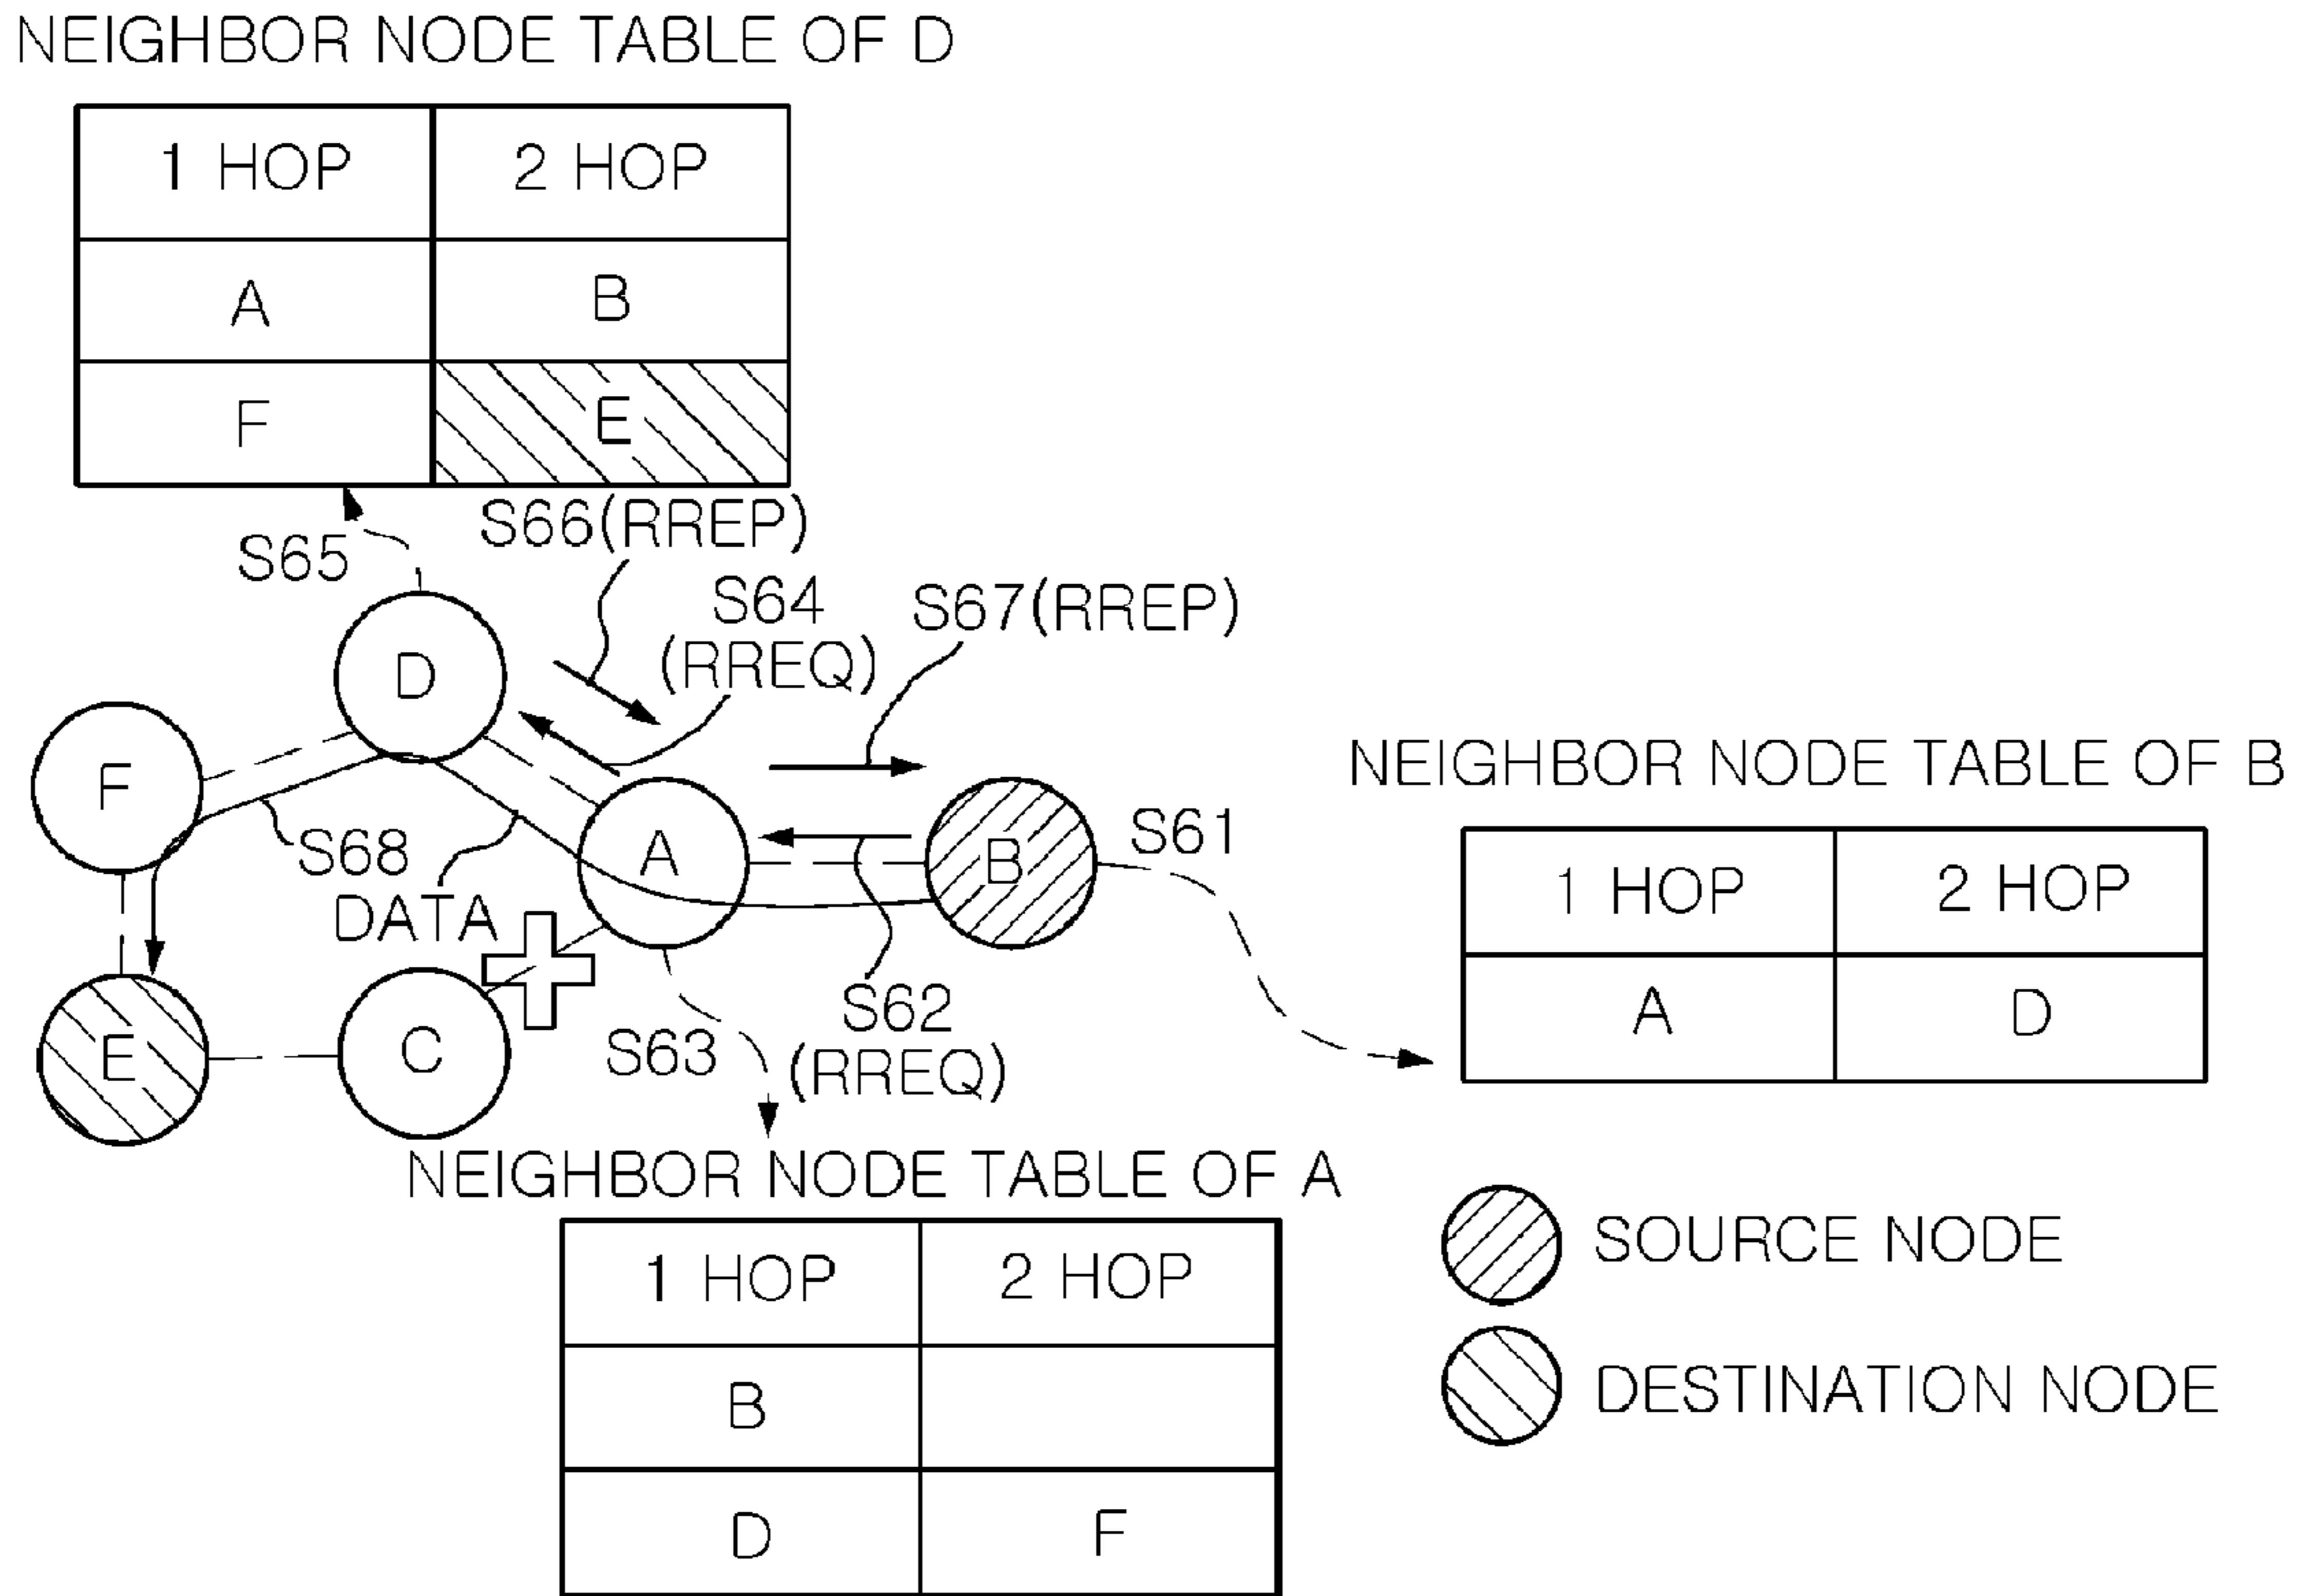 NEIGHBOR NODE TABLE OF D
1 HOP 2 HOP
A B
F E
S66(RREP)
S65
S64
(RREQ)
S67(RREP)
D
F
A
B
S61
S68
DATA
E
C
S62
(RREQ)
S63
NEIGHBOR NODE TABLE OF B
1 HOP 2 HOP
A D
NEIGHBOR NODE TABLE OF A
1 HOP 2 HOP
B
D F
SOURCE NODE
DESTINATION NODE